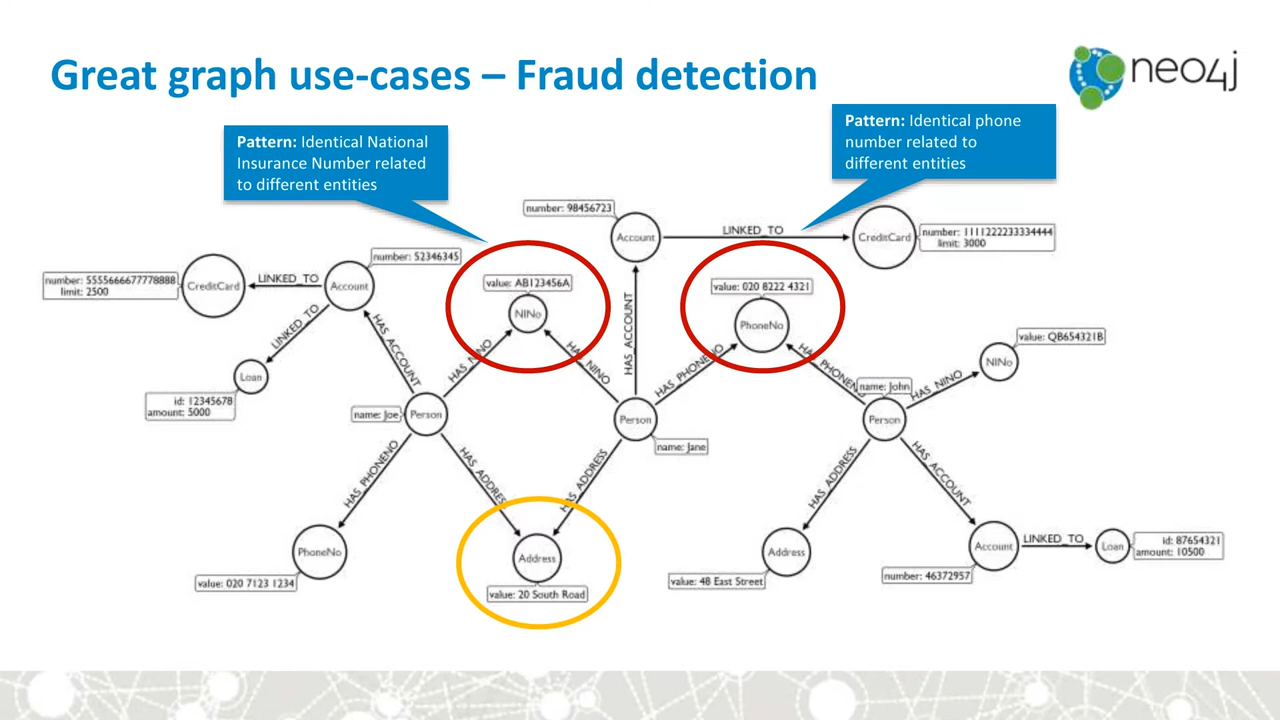 Great graph use-cases – Fraud detection
neo4j
Pattern: Identical National
Insurance Number related
to different entities
Pattern: Identical phone
number related to
different entities
number: 98456723
Account
LINKED_TO
CreditCard
number: 1111222233334444
limit: 3000
number: 52346345
number: 5555666677778888
limit: 2500
CreditCard
LINKED_TO
Account
value: AB123456A
NINo
value: 020 8222 4321
PhoneNo
LINKED_TO
HAS_ACCOUNT
HAS_NINO
HAS_NINO
HAS_ACCOUNT
HAS_PHONENO
HAS_PHONENO
value: QB654321B
NINo
Loan
id: 12345678
amount: 5000
name: Joe
Person
Person
name: Jane
name: John
Person
HAS_NINO
HAS_PHONENO
HAS_ADDRESS
HAS_ADDRESS
HAS_ADDRESS
HAS_ACCOUNT
PhoneNo
value: 020 7123 1234
Address
value: 20 South Road
Address
value: 48 East Street
Account
number: 46372957
LINKED_TO
Loan
id: 87654321
amount: 10500